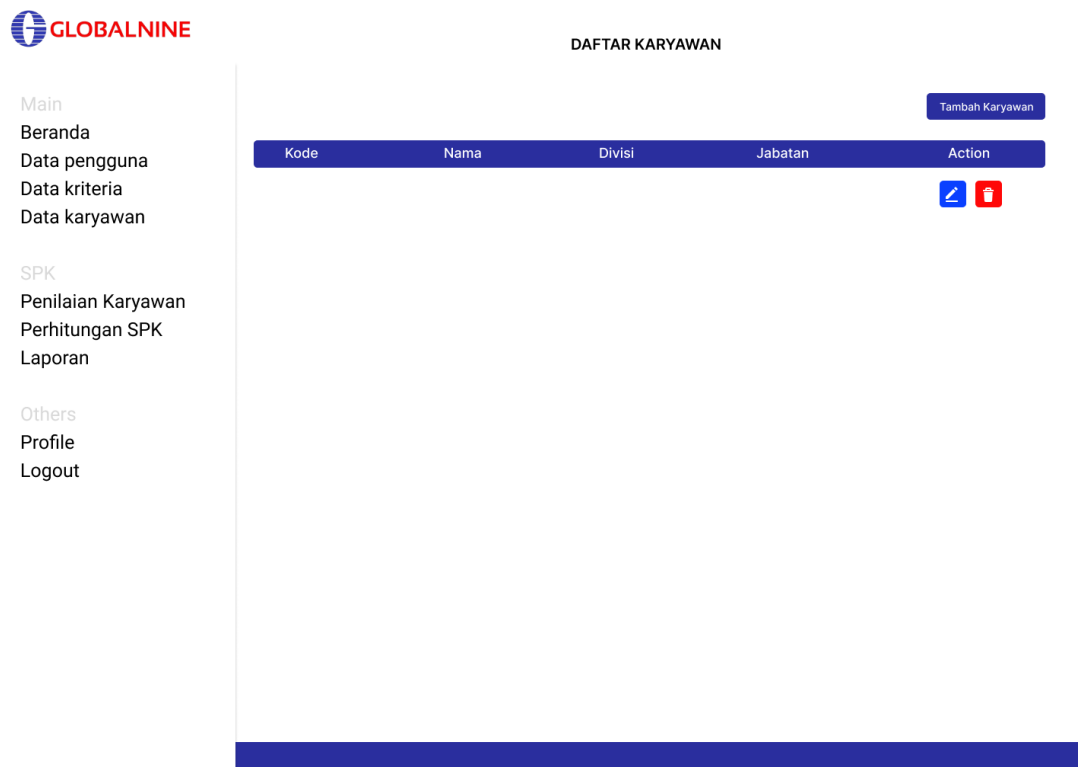 GLOBALNINE
DAFTAR KARYAWAN
Main
Beranda
Data pengguna
Data kriteria
Data karyawan
SPK
Penilaian Karyawan
Perhitungan SPK
Laporan
Others
Profile
Logout
Tambah Karyawan
Kode Nama Divisi Jabatan Action